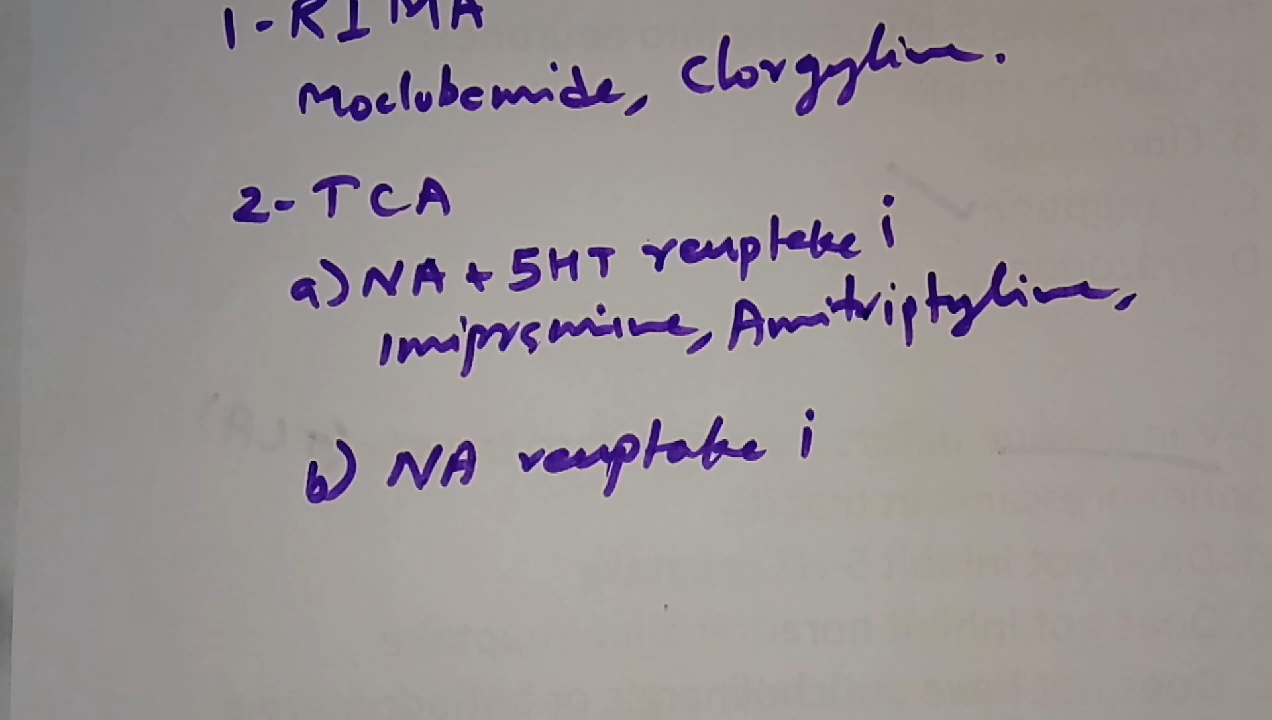 1-RIMA
Moclobemide, Clorgyline.
2-TCA
a) NA + 5HT reuptake i
imipramine, Amitriptyline,
b) NA reuptake i